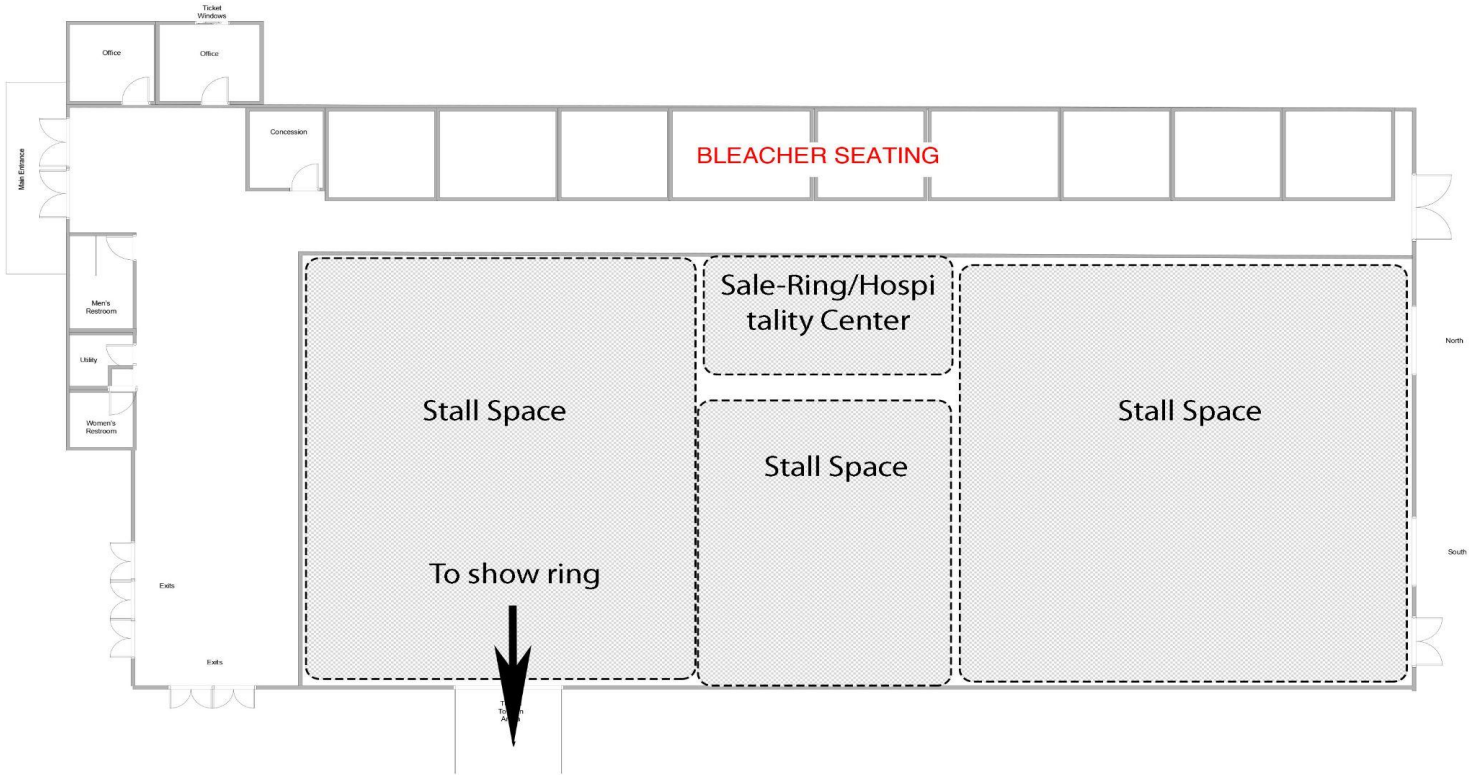 Ticket
Windows
Office
Office
Main Entrance
Concession
BLEACHER SEATING
Men's
Restroom
Utility
Women's
Restroom
Sale-Ring/Hospi
tality Center
Stall Space
Stall Space
Stall Space
North
South
To show ring
Exits
Exits